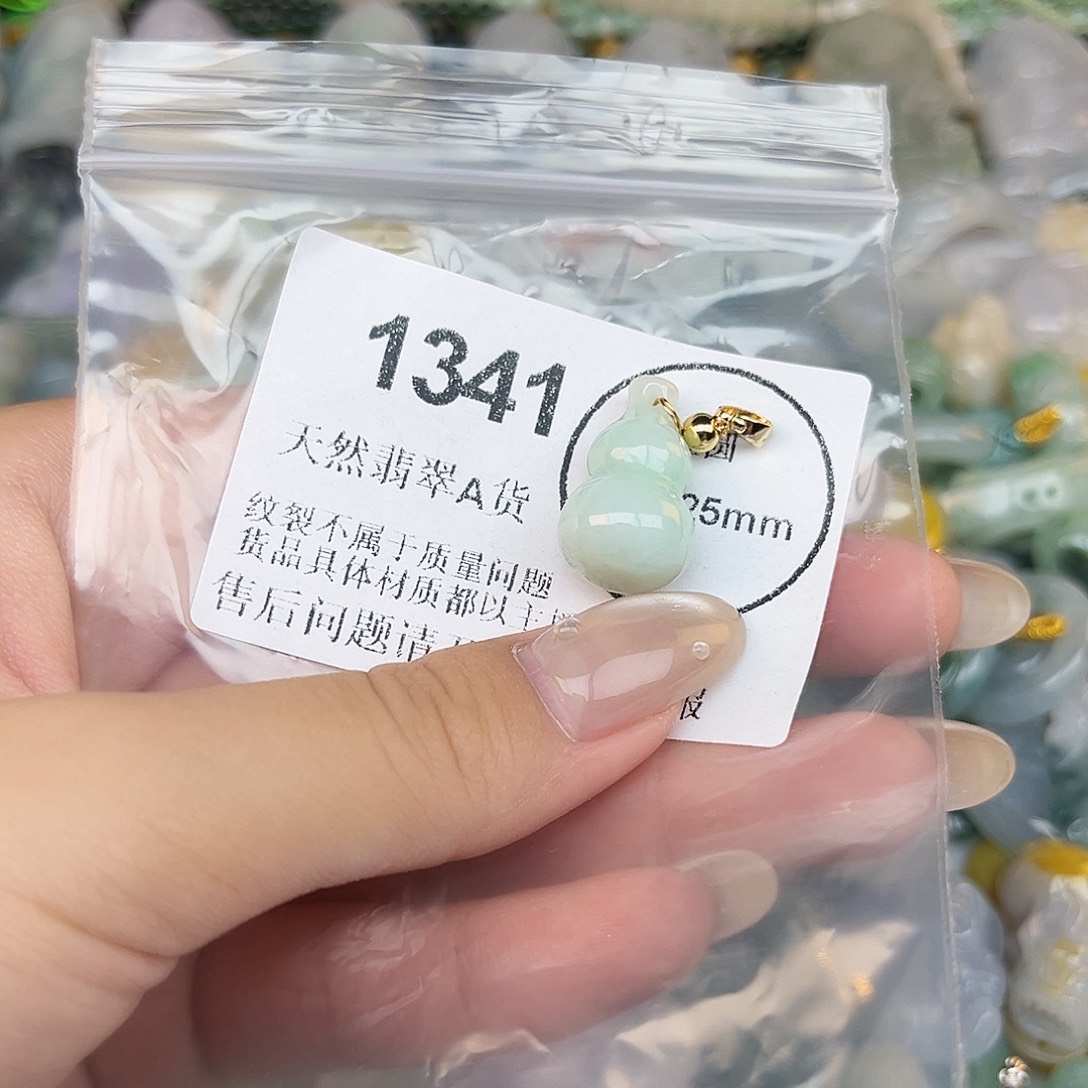 1341
天然翡翠A货
圆
25mm
纹裂不属于质量问题
货品具体材质都以主
售后问题请